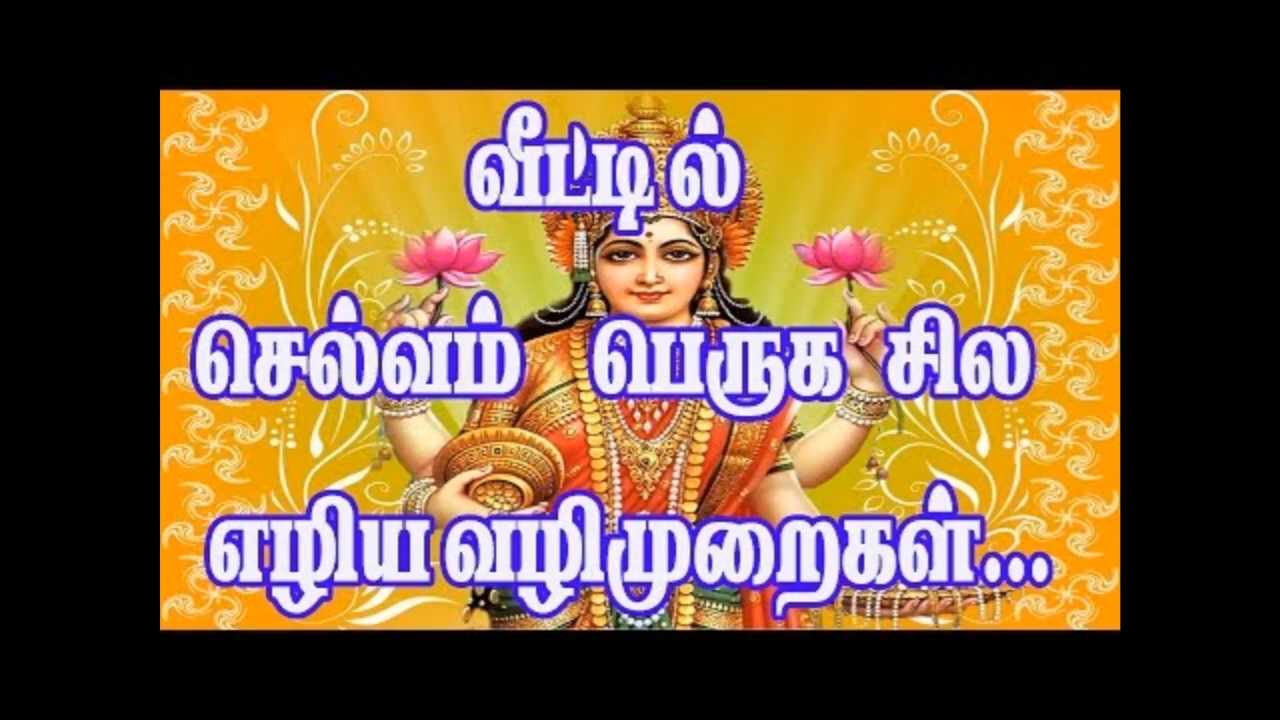 வீட்டில்
செல்வம் பெருக சில
எழிய வழிமுறைகள்...